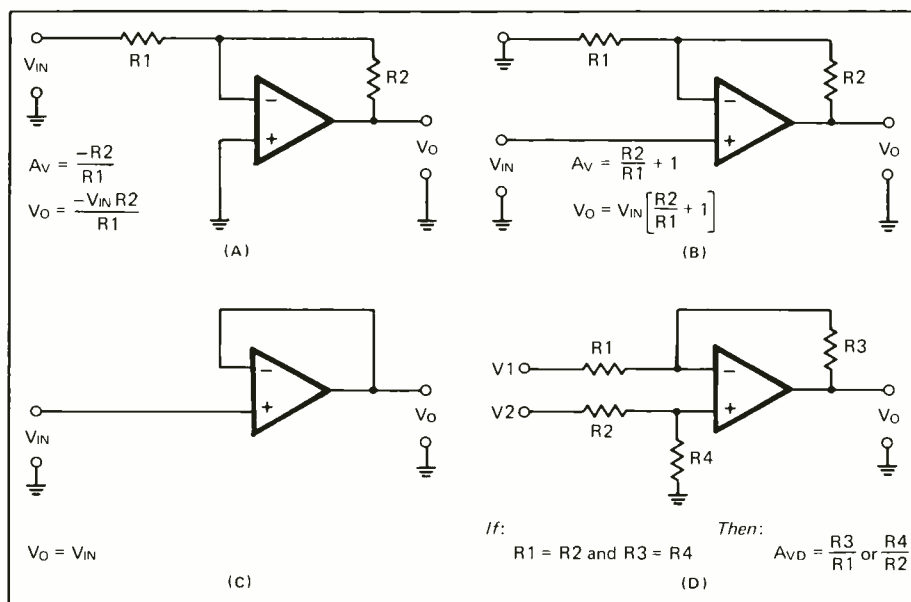 R1
VIN
R2
−
+
VO
AV = −R2/R1
VO = −VIN R2/R1
(A)
R1
R2
−
+
VIN
VO
AV = R2/R1 + 1
VO = VIN[R2/R1 + 1]
(B)
−
+
VIN
VO
VO = VIN
(C)
R1
V1
R3
−
V2
+
R2
VO
R4
If: Then:
R1 = R2 and R3 = R4 AVD = R3/R1 or R4/R2
(D)